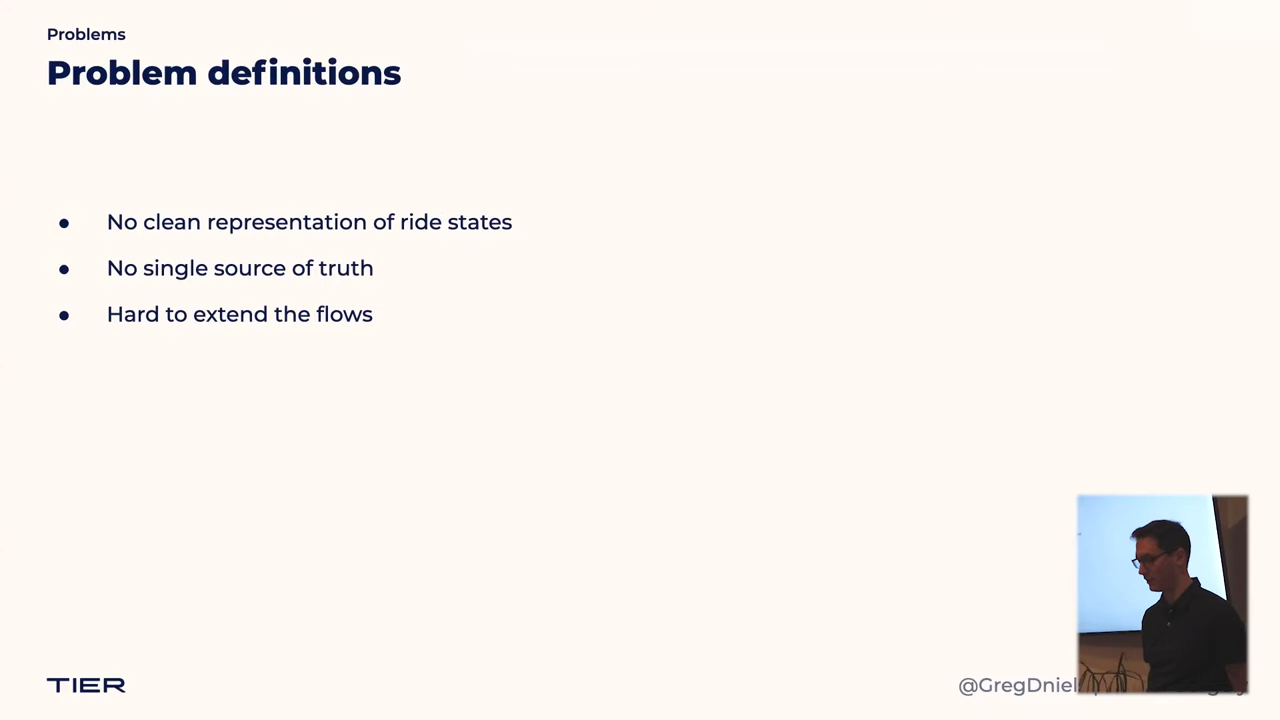 Problems
Problem definitions
● No clean representation of ride states
● No single source of truth
● Hard to extend the flows
TIER
@GregDniel